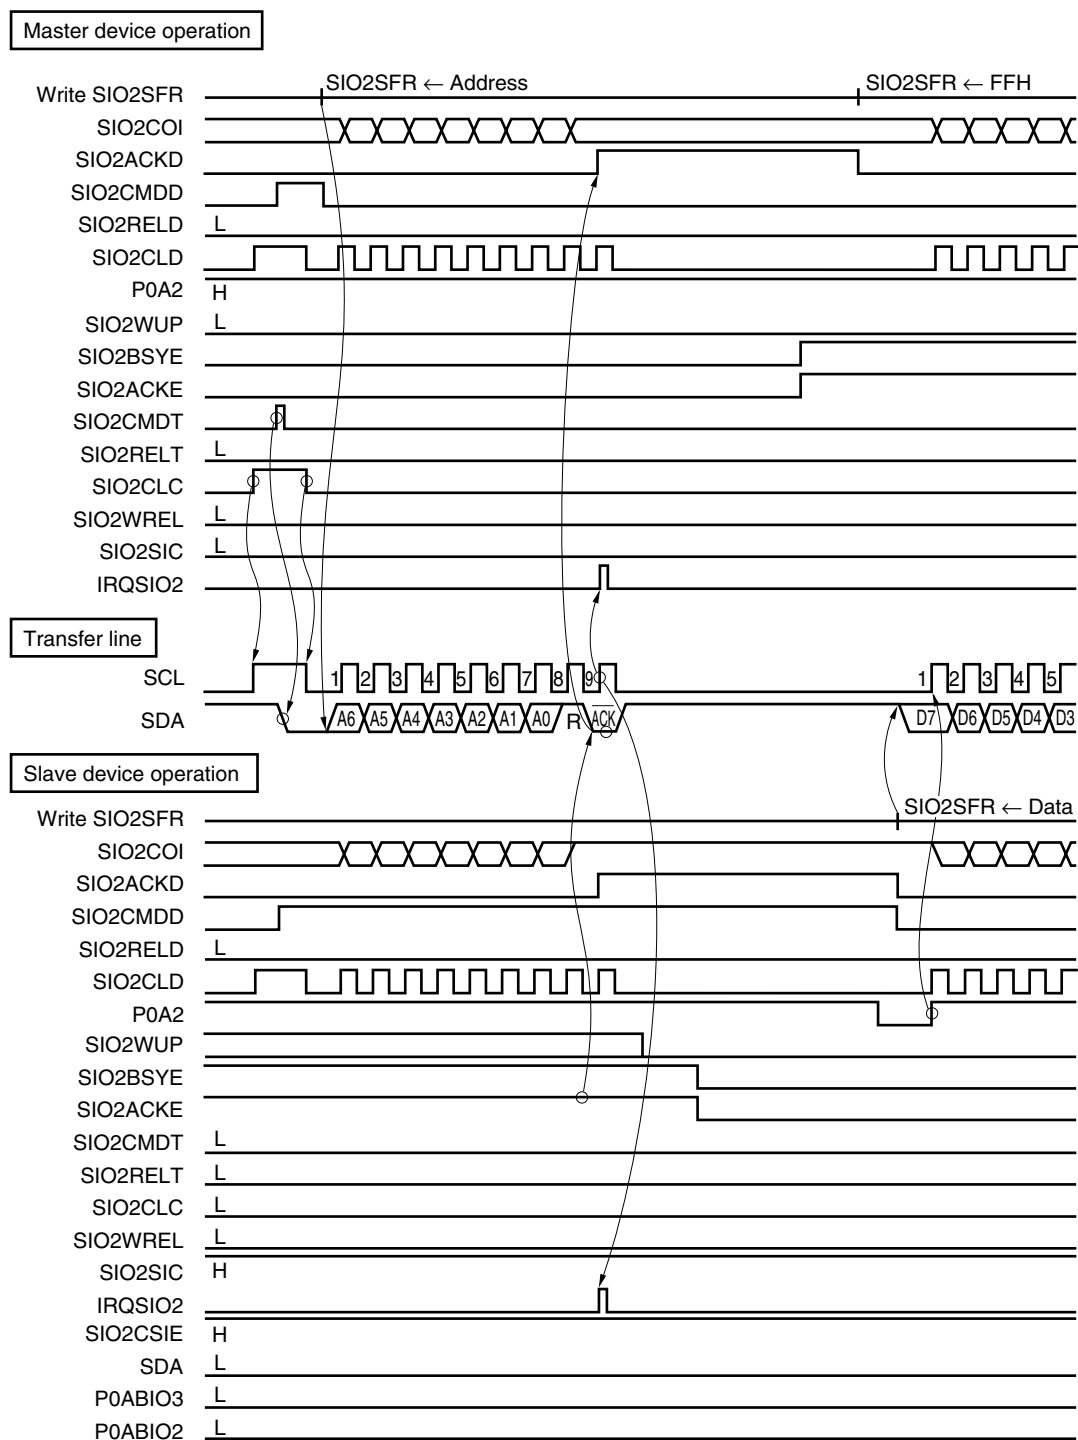 Master device operation
Write SIO2SFR SIO2SFR ← Address SIO2SFR ← FFH
SIO2COI
SIO2ACKD
SIO2CMDD
SIO2RELD L
SIO2CLD
P0A2 H
SIO2WUP L
SIO2BSYE
SIO2ACKE
SIO2CMDT
SIO2RELT L
SIO2CLC
SIO2WREL L
SIO2SIC L
IRQSIO2
Transfer line
SCL 1 2 3 4 5 6 7 8 9 1 2 3 4 5
SDA A6 A5 A4 A3 A2 A1 A0 R A̅C̅K̅ D7 D6 D5 D4 D3
Slave device operation
Write SIO2SFR SIO2SFR ← Data
SIO2COI
SIO2ACKD
SIO2CMDD
SIO2RELD L
SIO2CLD
P0A2
SIO2WUP
SIO2BSYE
SIO2ACKE
SIO2CMDT L
SIO2RELT L
SIO2CLC L
SIO2WREL L
SIO2SIC H
IRQSIO2
SIO2CSIE H
SDA L
P0ABIO3 L
P0ABIO2 L